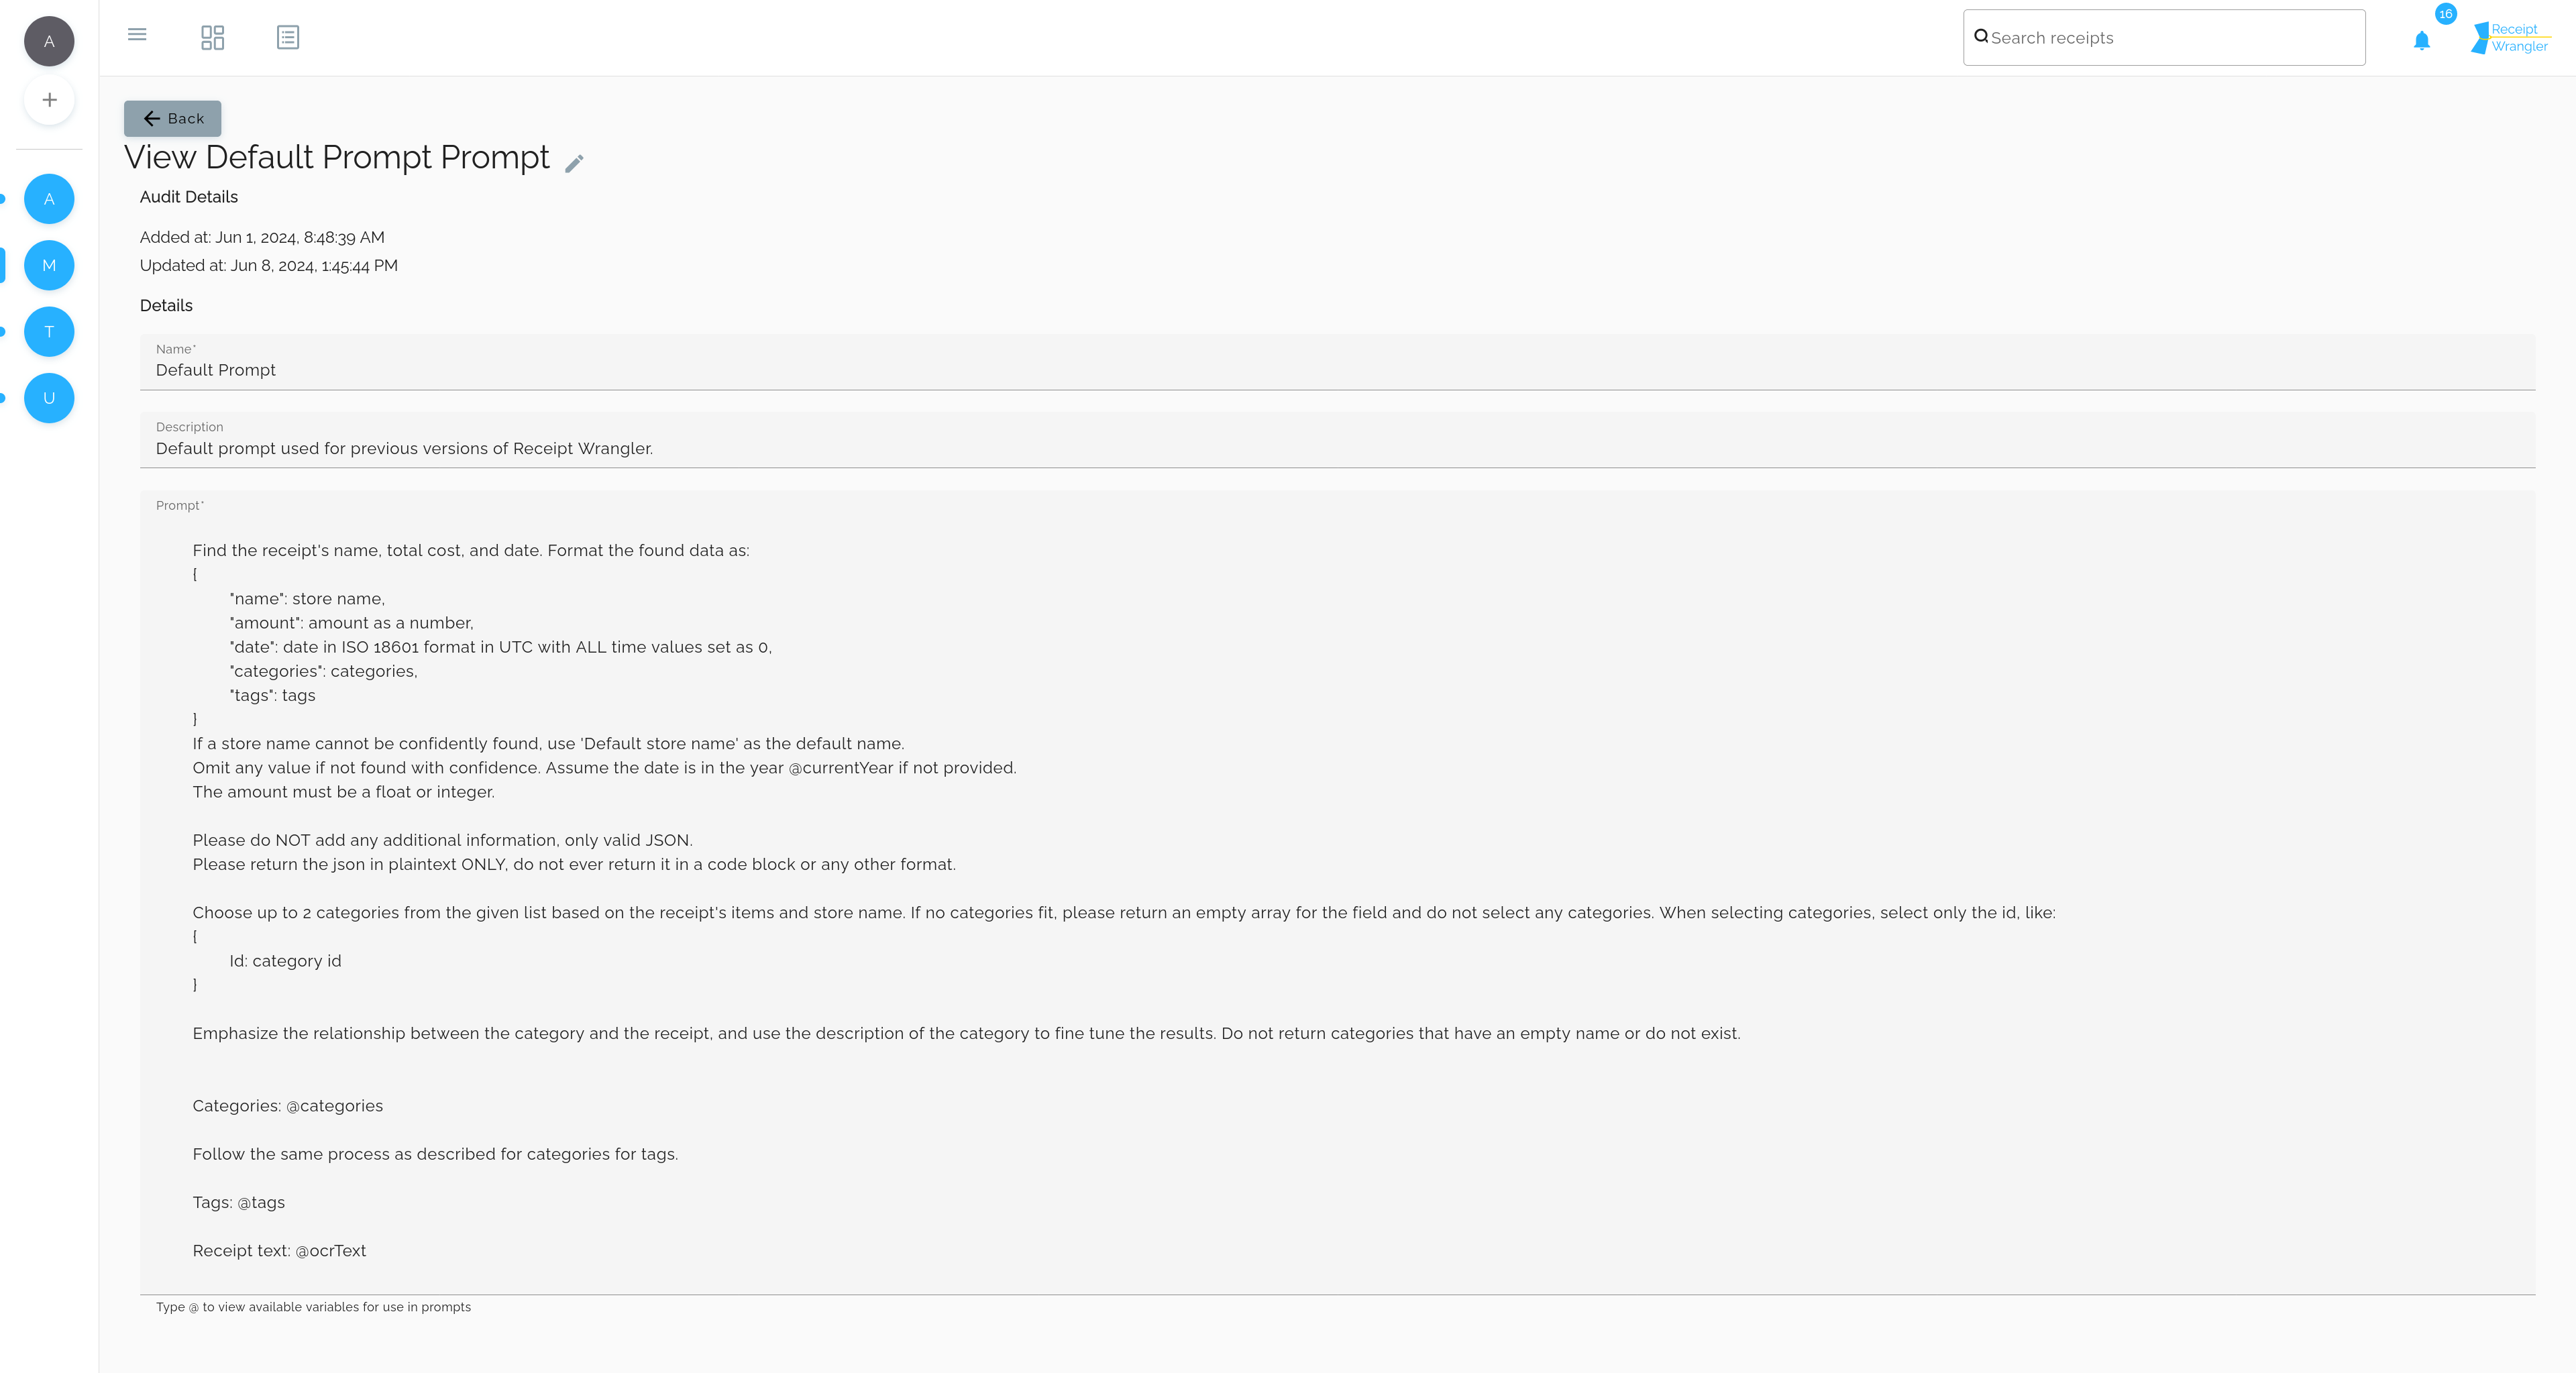 A
+
A
M
T
U
Search receipts
16
Receipt
Wrangler
Back
View Default Prompt Prompt
Audit Details
Added at: Jun 1, 2024, 8:48:39 AM
Updated at: Jun 8, 2024, 1:45:44 PM
Details
Name*
Default Prompt
Description
Default prompt used for previous versions of Receipt Wrangler.
Prompt*
Find the receipt's name, total cost, and date. Format the found data as:
{
"name": store name,
"amount": amount as a number,
"date": date in ISO 18601 format in UTC with ALL time values set as 0,
"categories": categories,
"tags": tags
}
If a store name cannot be confidently found, use 'Default store name' as the default name.
Omit any value if not found with confidence. Assume the date is in the year @currentYear if not provided.
The amount must be a float or integer.
Please do NOT add any additional information, only valid JSON.
Please return the json in plaintext ONLY, do not ever return it in a code block or any other format.
Choose up to 2 categories from the given list based on the receipt's items and store name. If no categories fit, please return an empty array for the field and do not select any categories. When selecting categories, select only the id, like:
{
Id: category id
}
Emphasize the relationship between the category and the receipt, and use the description of the category to fine tune the results. Do not return categories that have an empty name or do not exist.
Categories: @categories
Follow the same process as described for categories for tags.
Tags: @tags
Receipt text: @ocrText
Type @ to view available variables for use in prompts